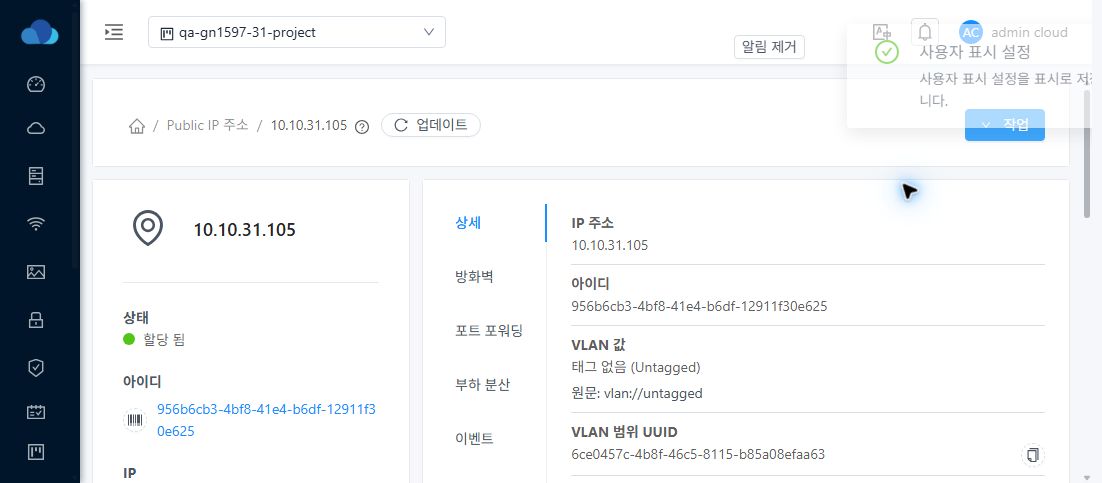 qa-gn1597-31-project
알림 제거
AC admin cloud
사용자 표시 설정
사용자 표시 설정을 표시로 저
니다.
/ Public IP 주소 / 10.10.31.105
업데이트
작업
10.10.31.105
상태
할당 됨
아이디
956b6cb3-4bf8-41e4-b6df-12911f3
0e625
IP
상세
방화벽
포트 포워딩
부하 분산
이벤트
IP 주소
10.10.31.105
아이디
956b6cb3-4bf8-41e4-b6df-12911f30e625
VLAN 값
태그 없음 (Untagged)
원문: vlan://untagged
VLAN 범위 UUID
6ce0457c-4b8f-46c5-8115-b85a08efaa63